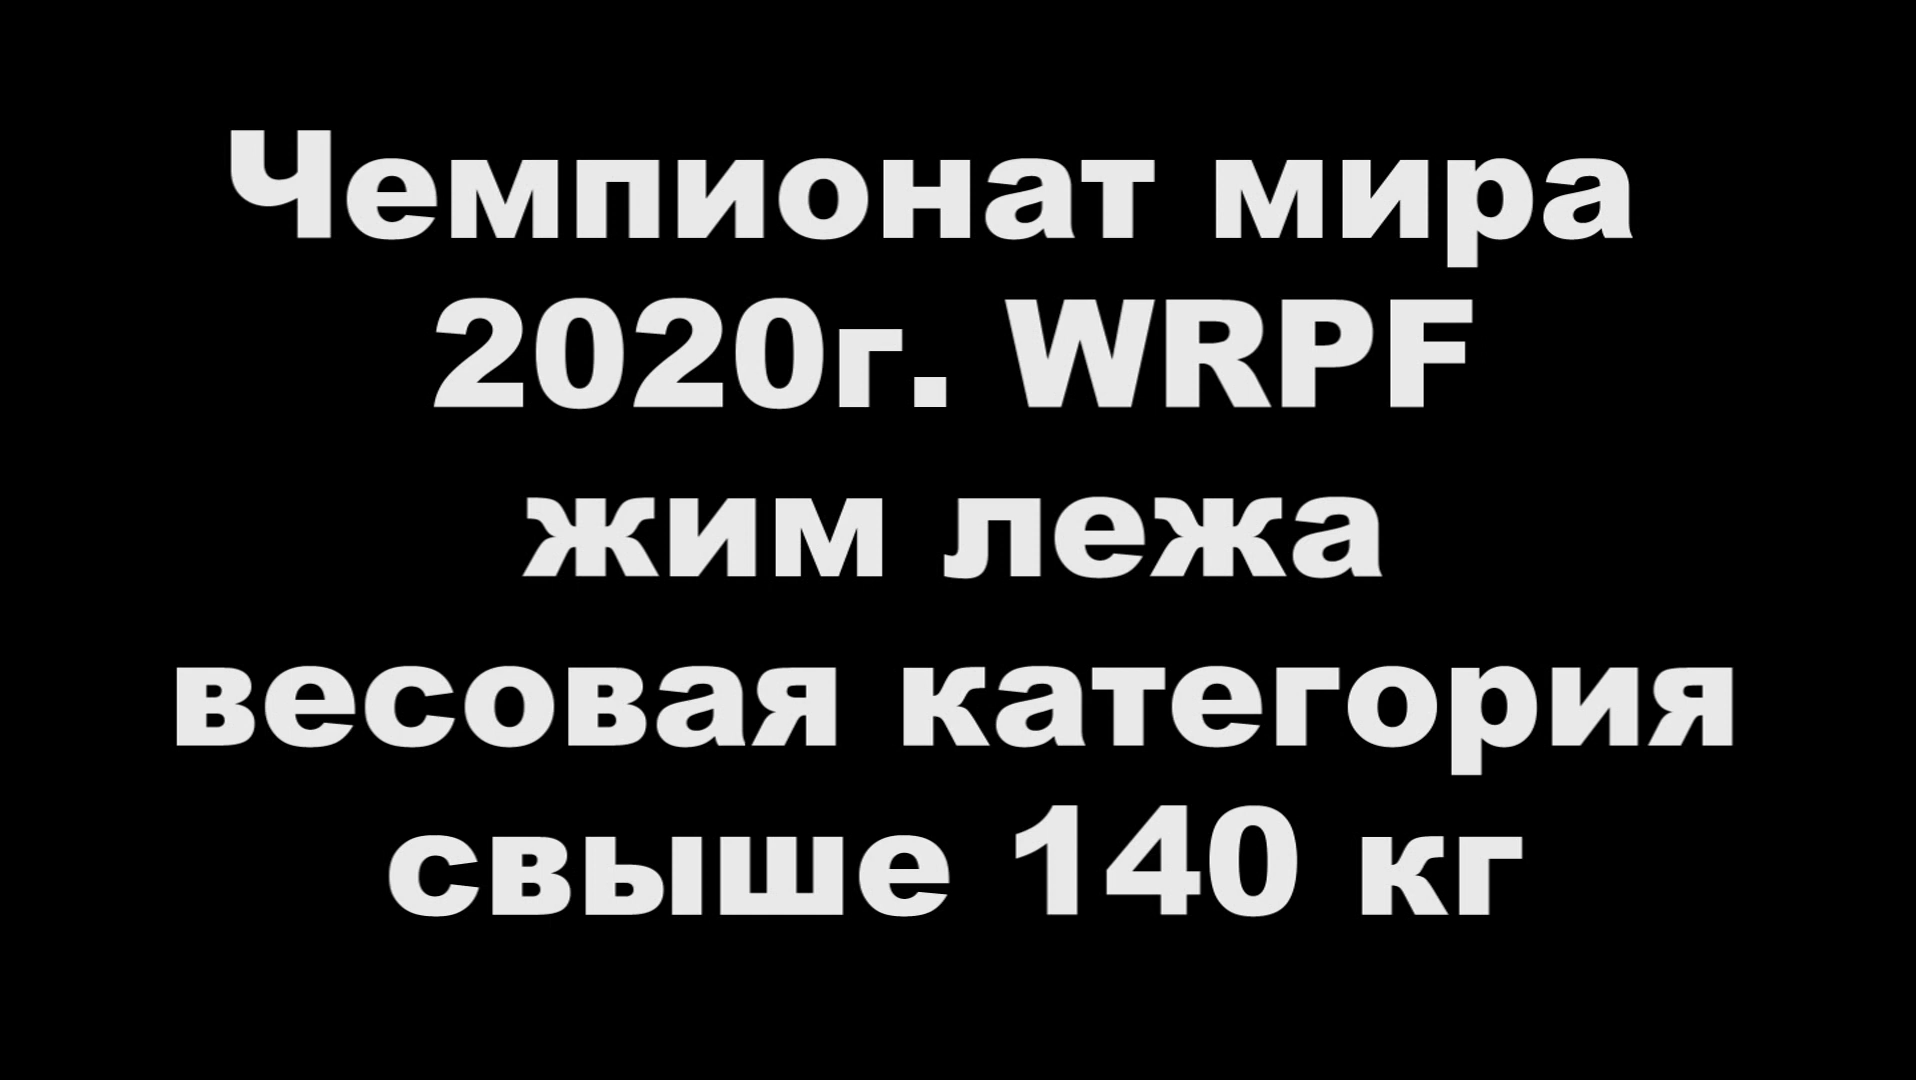 Чемпионат мира
2020г. WRPF
жим лежа
весовая категория
свыше 140 кг